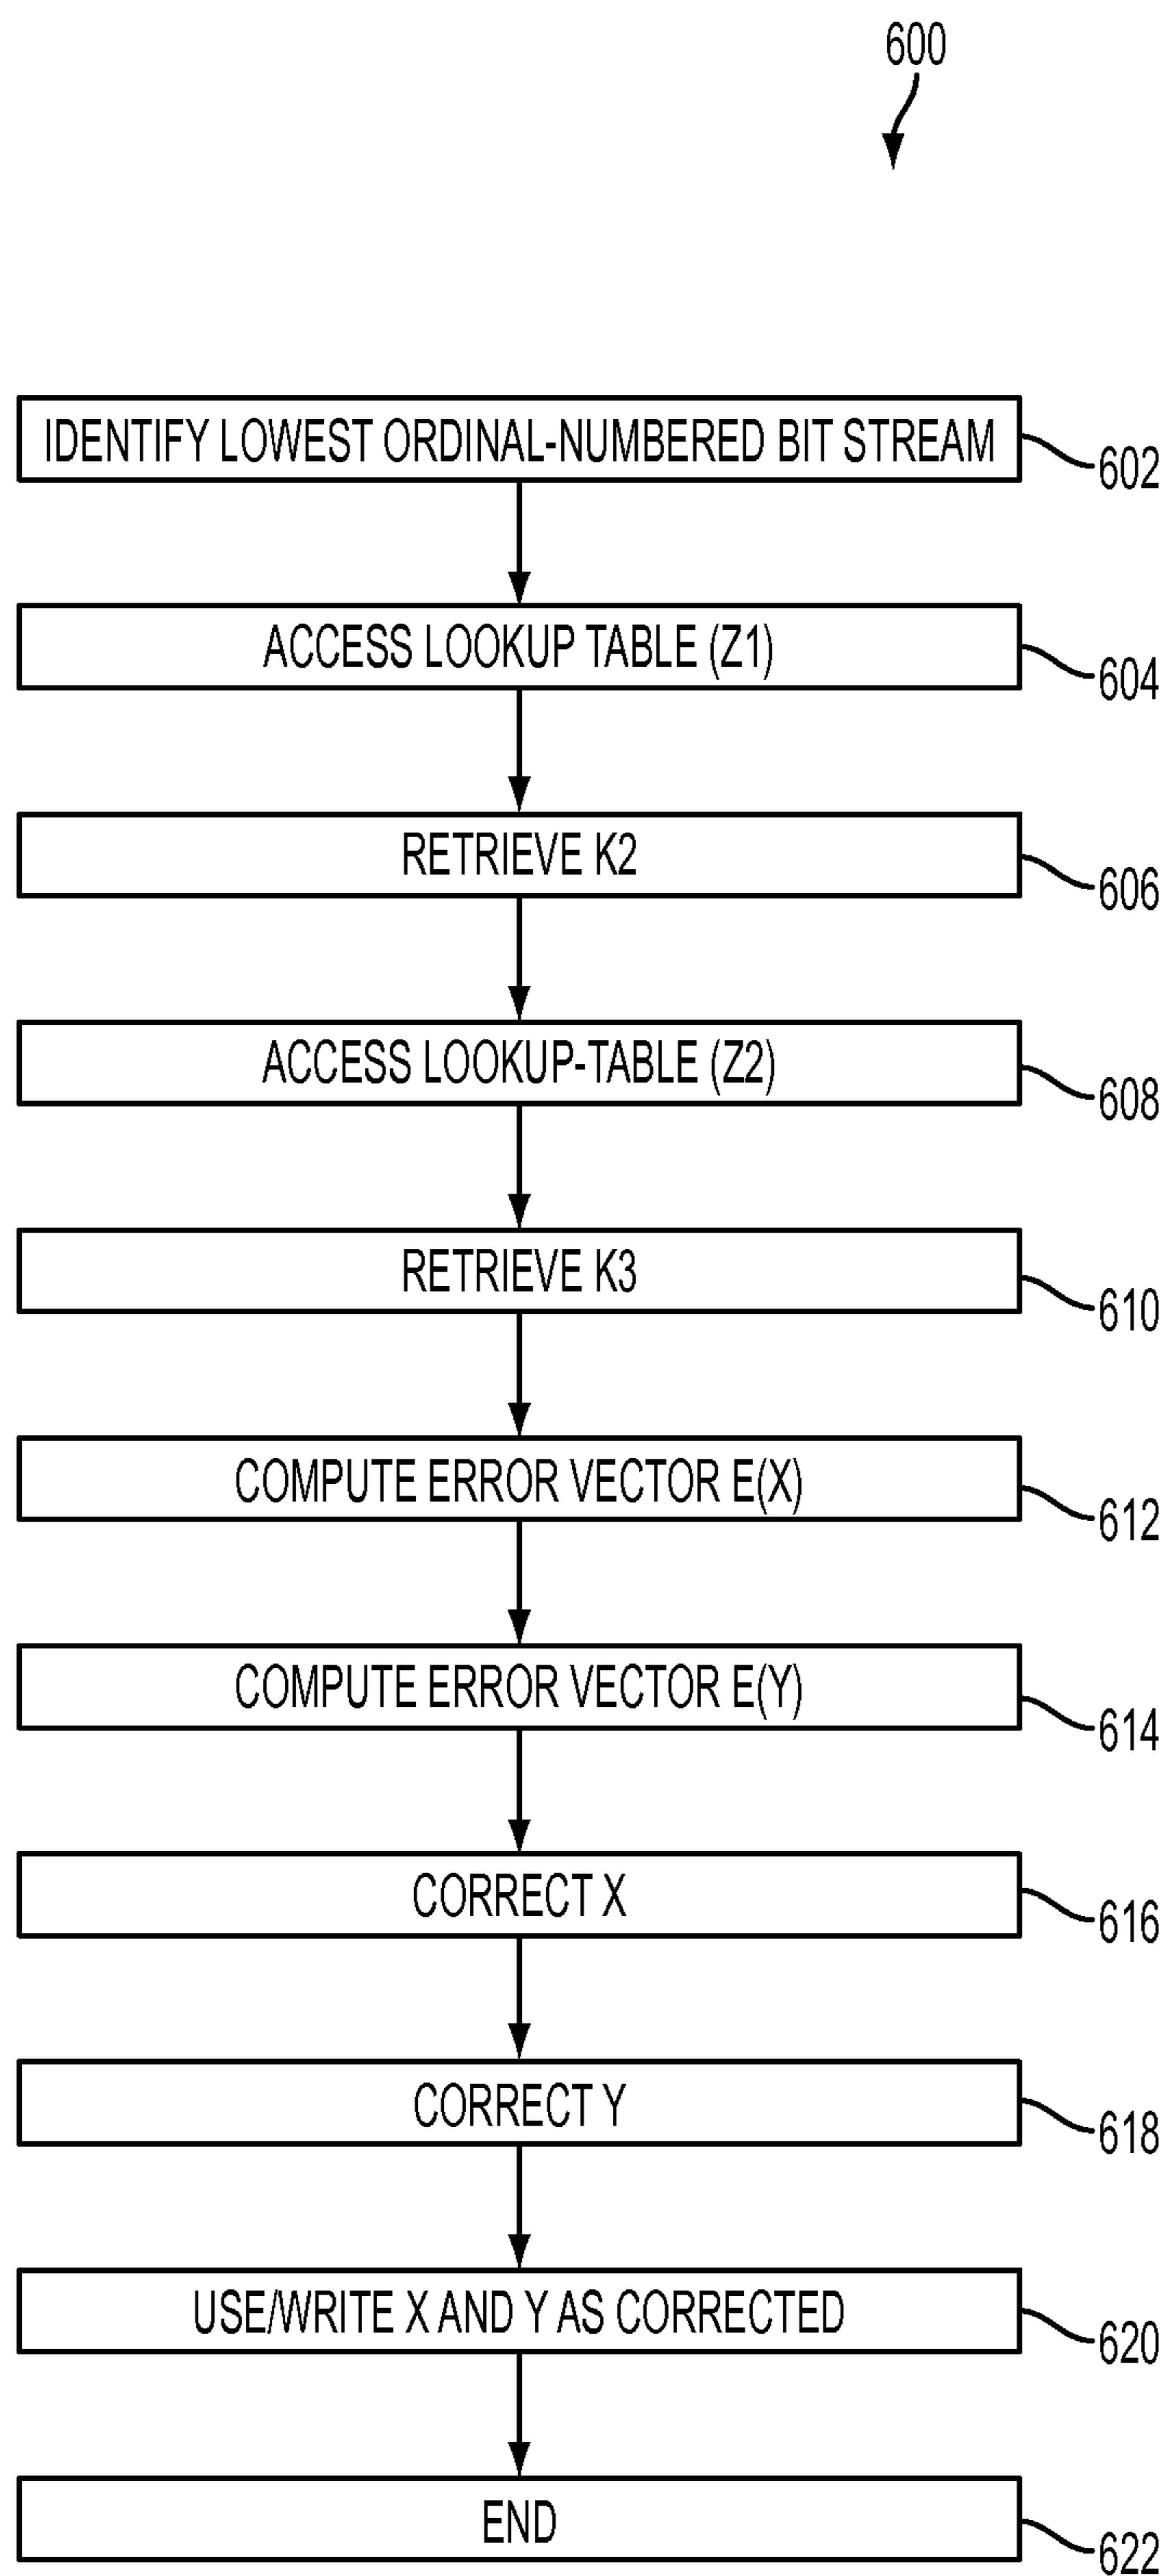 600
IDENTIFY LOWEST ORDINAL-NUMBERED BIT STREAM
602
ACCESS LOOKUP TABLE (Z1)
604
RETRIEVE K2
606
ACCESS LOOKUP-TABLE (Z2)
608
RETRIEVE K3
610
COMPUTE ERROR VECTOR E(X)
612
COMPUTE ERROR VECTOR E(Y)
614
CORRECT X
616
CORRECT Y
618
USE/WRITE X AND Y AS CORRECTED
620
END
622